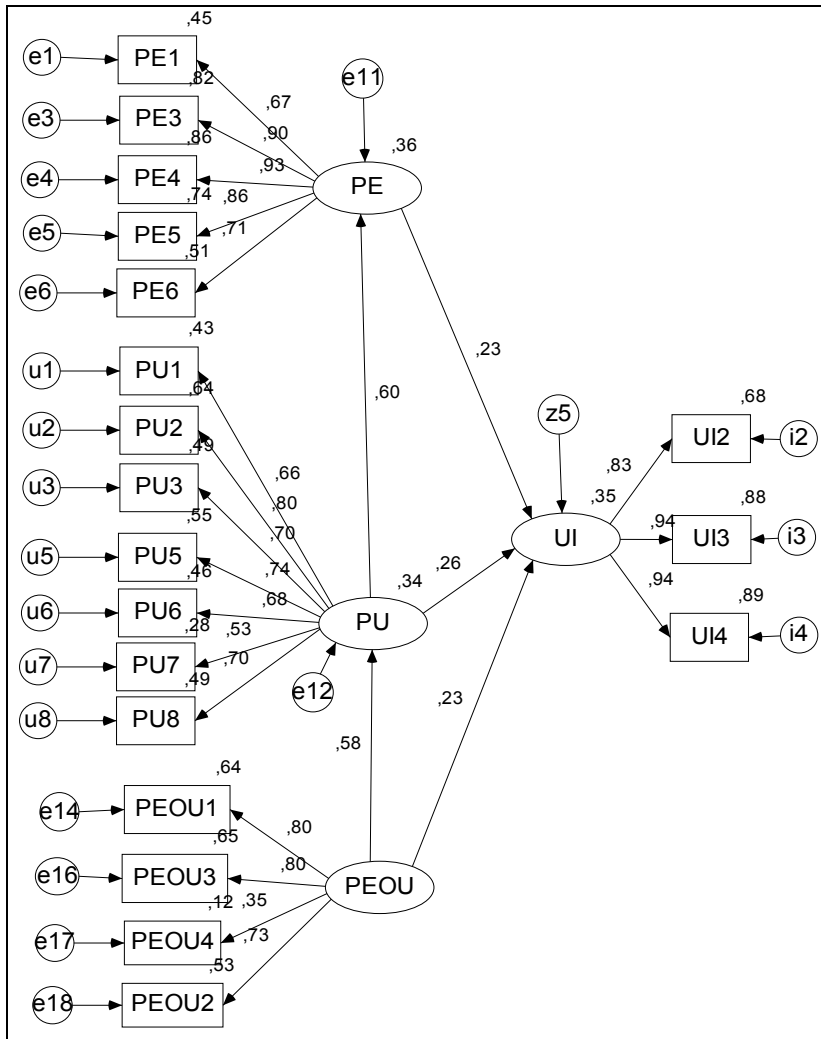 ,45
e1
PE1
,82
,67
e11
e3
PE3
,90
,86
,36
,93
e4
PE4
PE
,74
,86
e5
PE5
,71
,51
e6
PE6
,43
,23
u1
PU1
,64
,60
z5
,68
u2
PU2
UI2
i2
,49
,83
u3
PU3
,66
,35
,88
,80
,55
,70
,94
UI
UI3
i3
u5
PU5
,46
,74
,34
,26
,94
,89
u6
PU6
,68
PU
UI4
i4
,28
,53
u7
PU7
,70
,49
e12
u8
PU8
,23
,58
,64
e14
PEOU1
,80
,65
,80
e16
PEOU3
PEOU
,12
,35
e17
PEOU4
,73
,53
e18
PEOU2